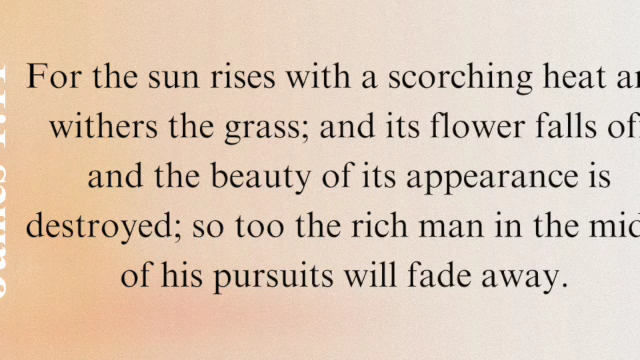 For the sun rises with a scorching heat
withers the grass; and its flower falls
and the beauty of its appearance is
destroyed; so too the rich man in the
of his pursuits will fade away.